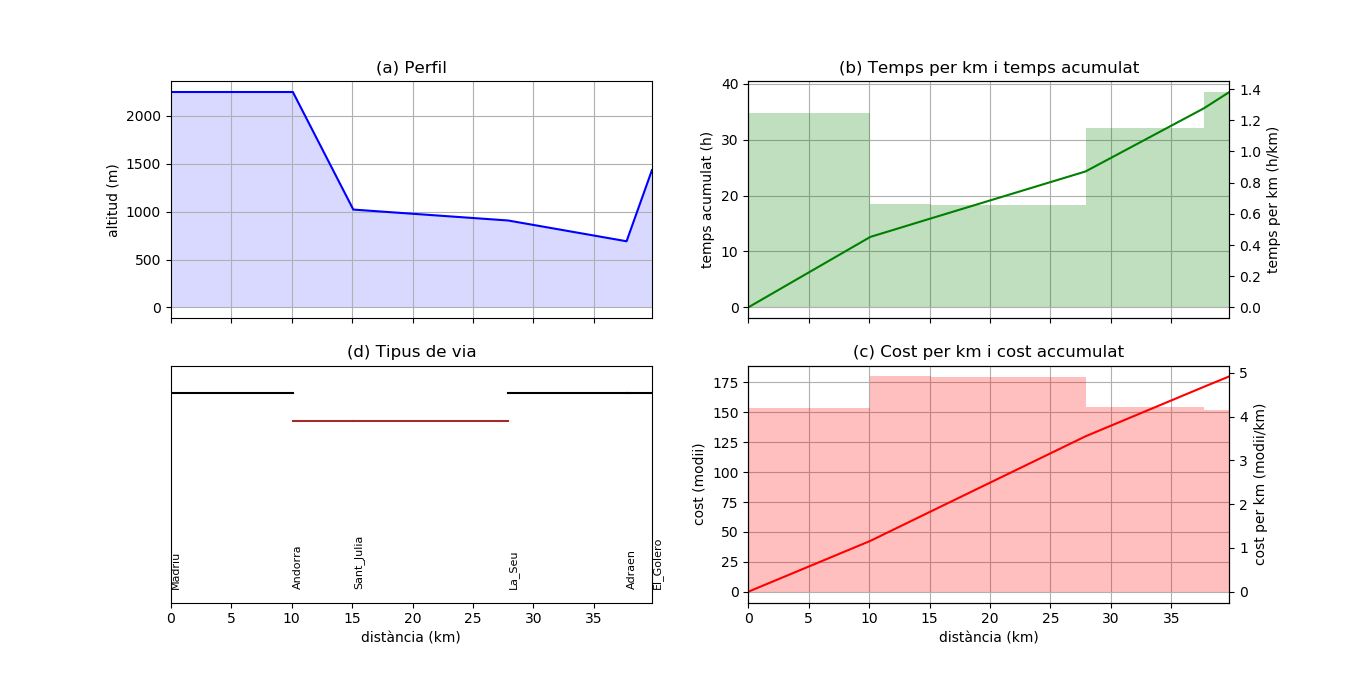 (a) Perfil
altitud (m)
2000
1500
1000
500
0
(b) Temps per km i temps acumulat
temps acumulat (h)
40
30
20
10
0
1.4
1.2
1.0
0.8
0.6
0.4
0.2
0.0
temps per km (h/km)
(d) Tipus de via
Madriu
Andorra
Sant_Julia
La_Seu
Adraen
El_Golero
0 5 10 15 20 25 30 35
distància (km)
(c) Cost per km i cost accumulat
cost (modii)
175
150
125
100
75
50
25
0
5
4
3
2
1
0
cost per km (modii/km)
0 5 10 15 20 25 30 35
distància (km)